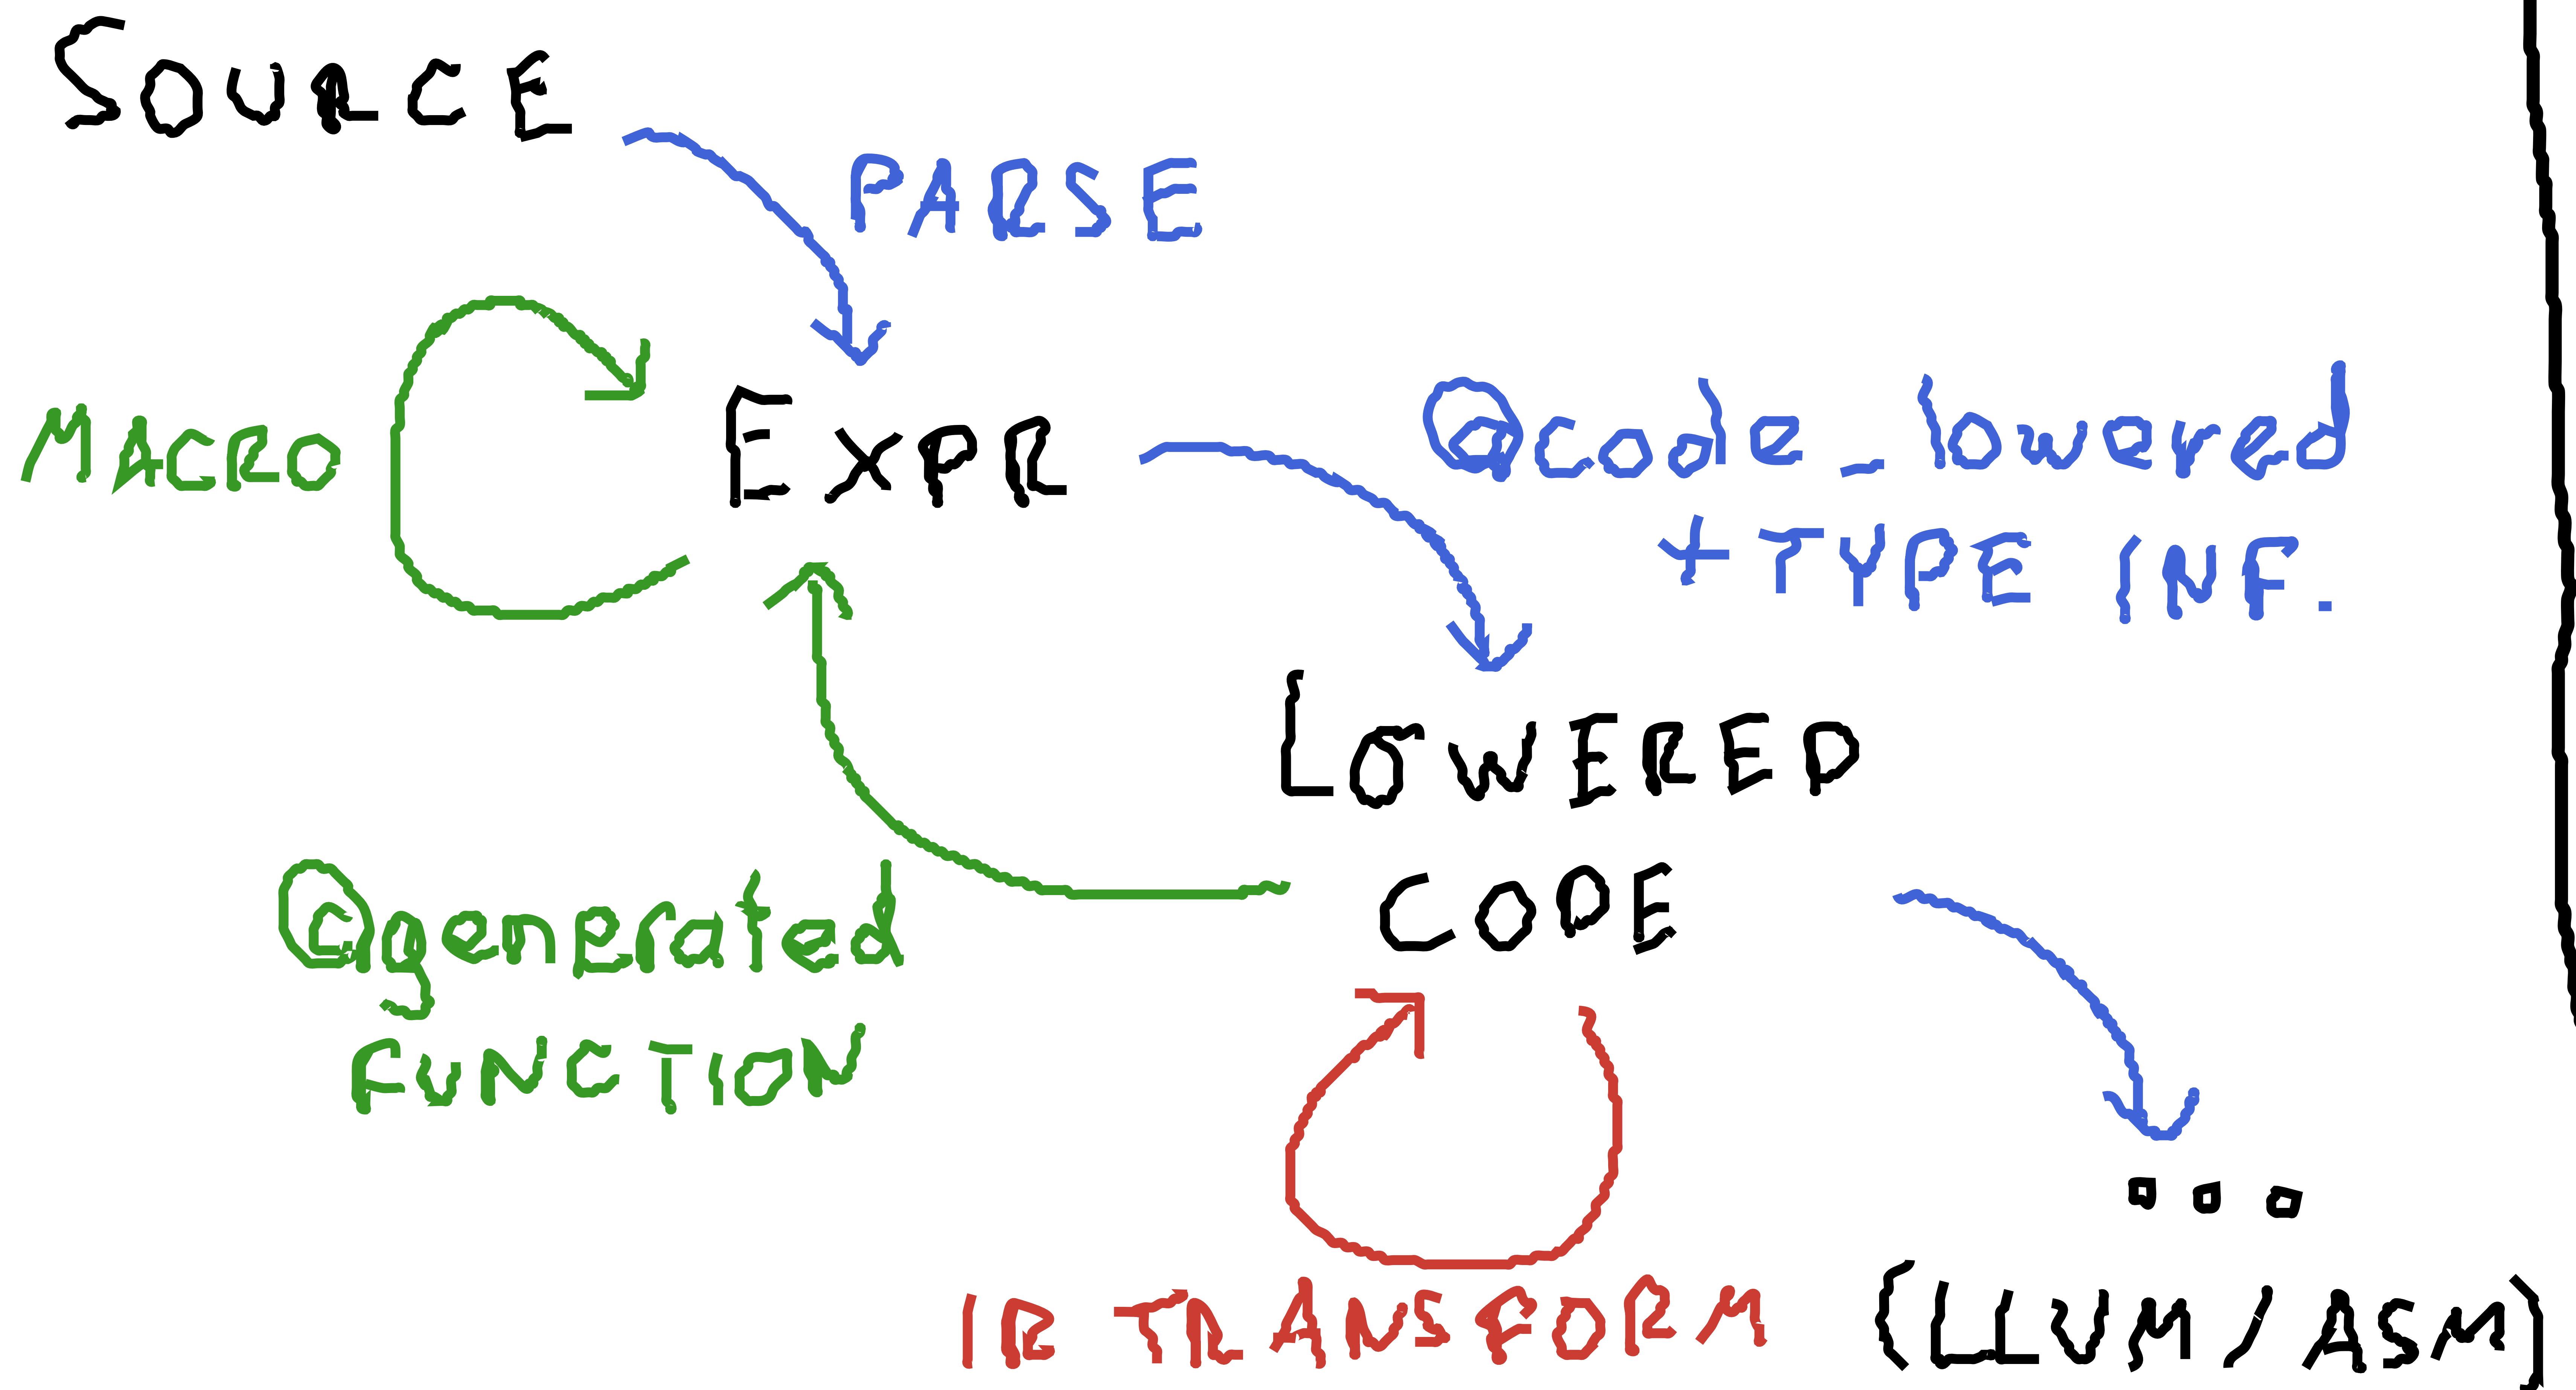 SOURCE
PARSE
MACRO
EXPR
@code_lowered
+ TYPE INF.
LOWERED
CODE
@generated
FUNCTION
...
IR TRANSFORM
(LLVM/ASM)